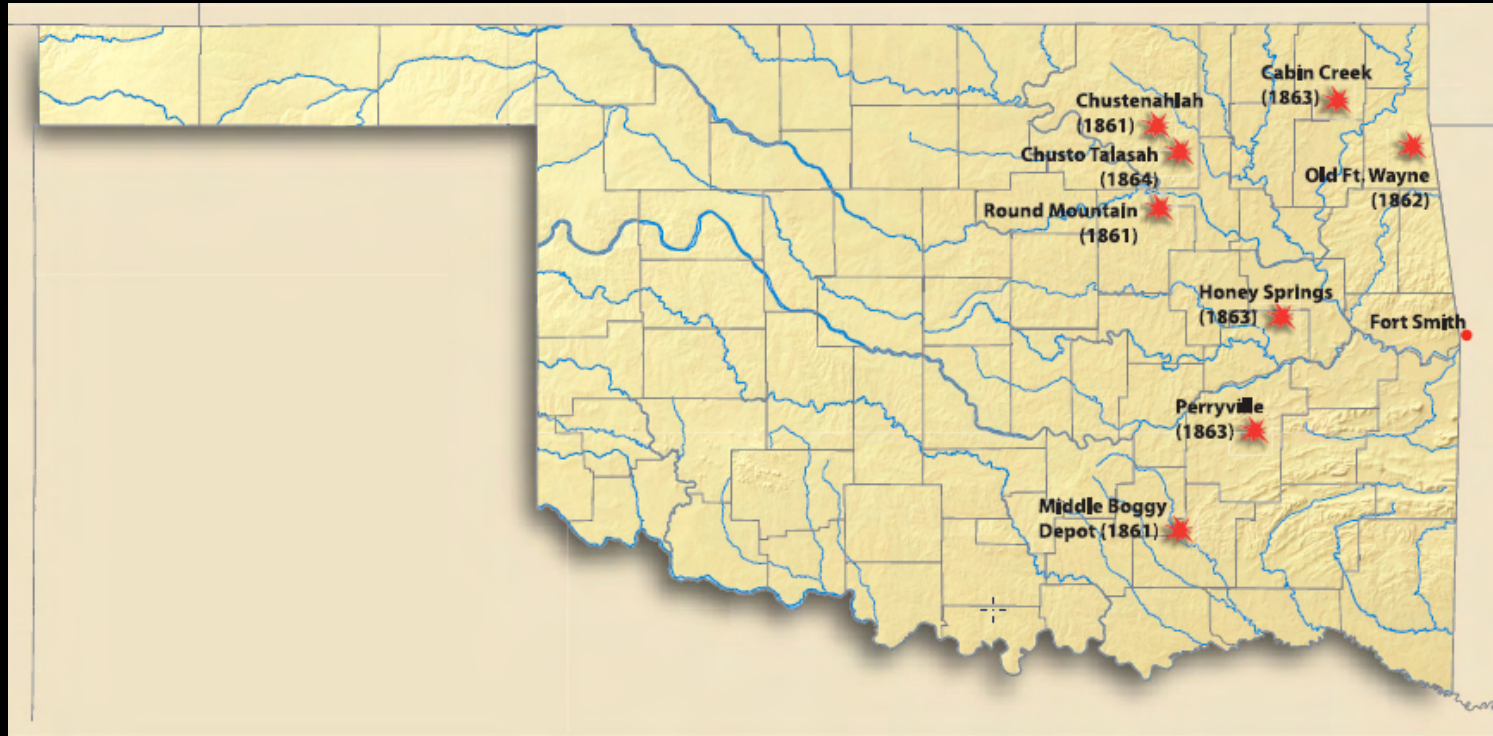 Cabin Creek
(1863)
Chustenahlah
(1861)
Chusto Talasah
(1864)
Old Ft. Wayne
(1862)
Round Mountain
(1861)
Honey Springs
(1863)
Fort Smith
Perryville
(1863)
Middle Boggy
Depot (1861)